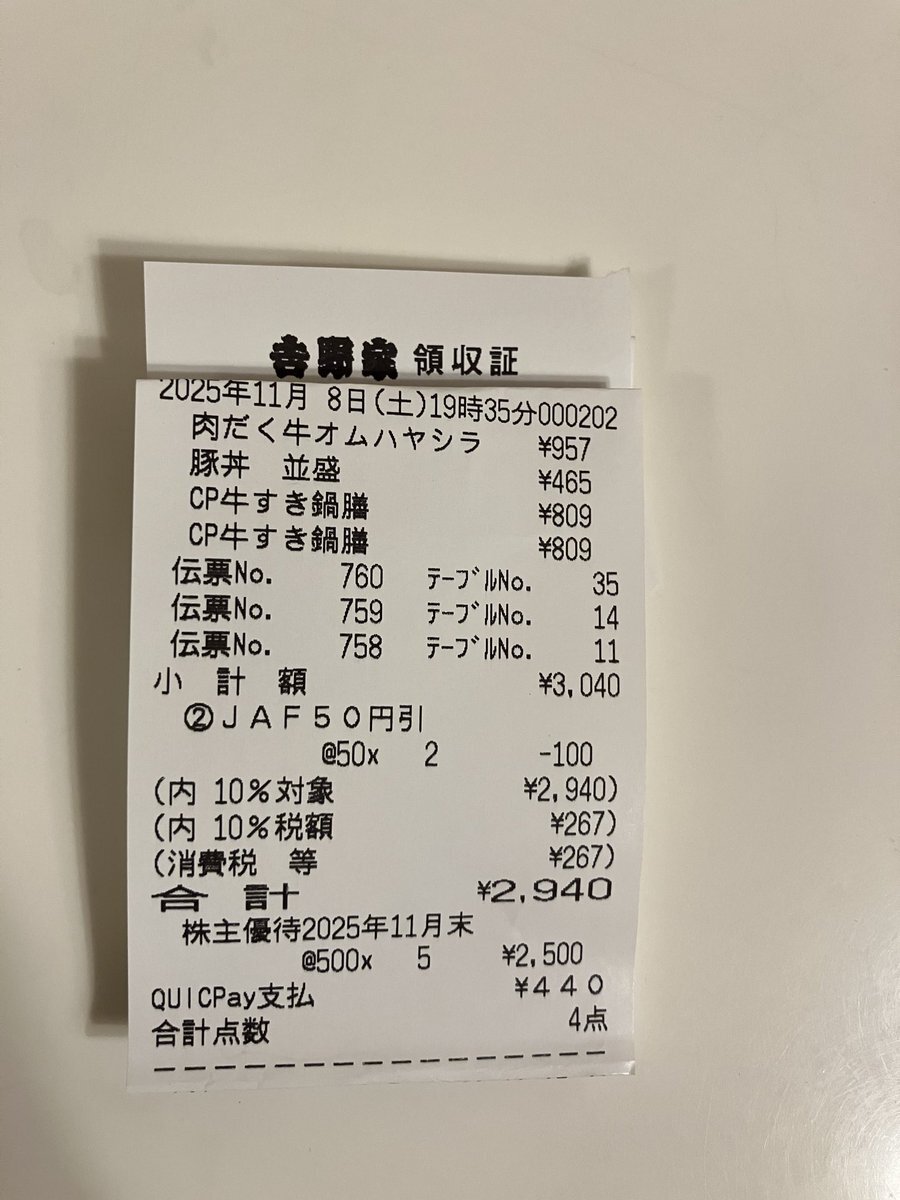 吉野家 領収証
2025年11月 8日(土)19時35分000202
肉だく牛オムハヤシラ ¥957
豚丼 並盛 ¥465
CP牛すき鍋膳 ¥809
CP牛すき鍋膳 ¥809
伝票No. 760 ﾃｰﾌﾞﾙNo. 35
伝票No. 759 ﾃｰﾌﾞﾙNo. 14
伝票No. 758 ﾃｰﾌﾞﾙNo. 11
小 計 額 ¥3,040
②ＪＡＦ５０円引
@50x 2 -100
(内 10%対象 ¥2,940)
(内 10%税額 ¥267)
(消費税 等 ¥267)
合 計 ¥2,940
株主優待2025年11月末
@500x 5 ¥2,500
QUICPay支払 ¥４４０
合計点数 4点